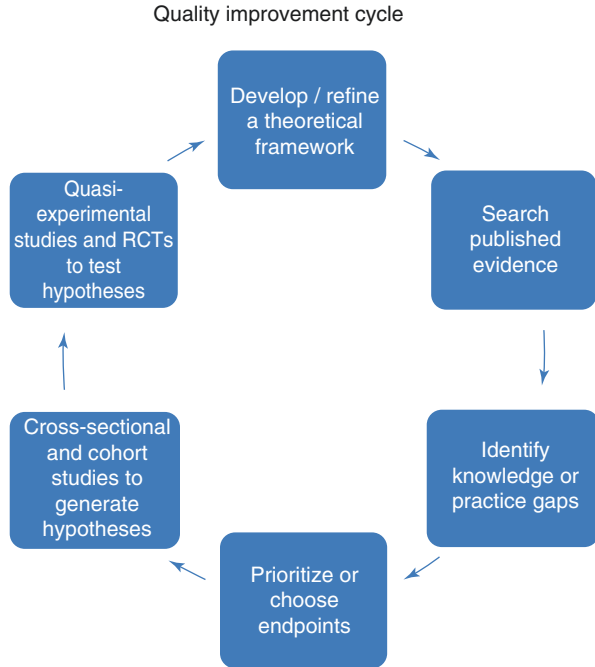 Quality improvement cycle
Develop / refine
a theoretical
framework
Search
published
evidence
Identify
knowledge or
practice gaps
Prioritize or
choose
endpoints
Cross-sectional
and cohort
studies to
generate
hypotheses
Quasi-
experimental
studies and RCTs
to test
hypotheses